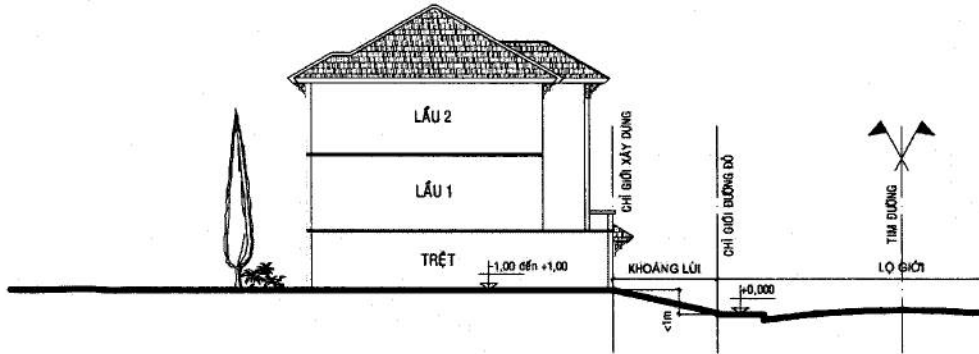 LẦU 2
LẦU 1
TRỆT
-1,00 đến +1,00
CHỈ GIỚI XÂY DỰNG
KHOẢNG LÙI
<1m
CHỈ GIỚI ĐƯỜNG ĐỎ
+0,000
TIM ĐƯỜNG
LỘ GIỚI